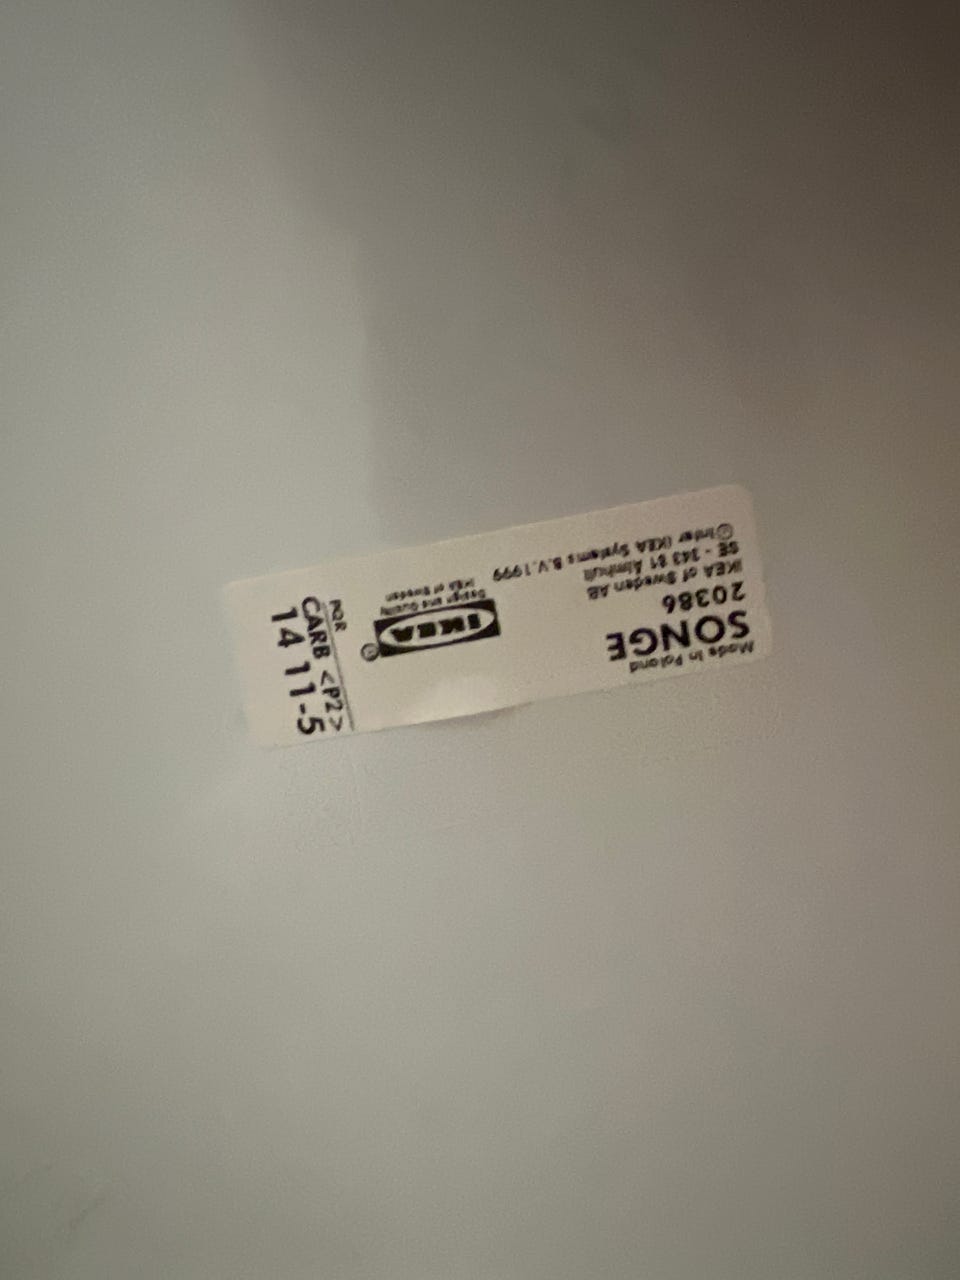 Made in Poland
SONGE
20386
IKEA of Sweden AB
SE - 343 81 Älmhult
©Inter IKEA Systems B.V.1999
IKEA
®
Design and Quality
IKEA of Sweden
PQR
CARB <P2>
14 11-5